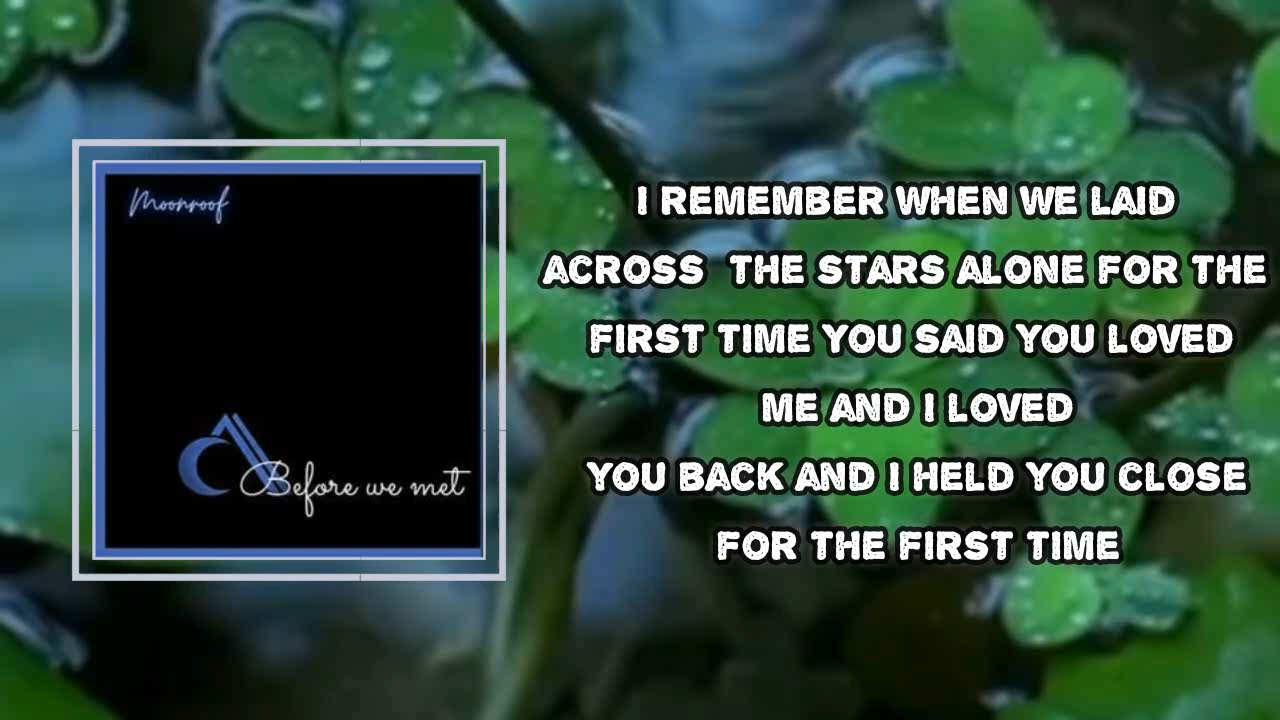 Moonroof
Before we met
I REMEMBER WHEN WE LAID
ACROSS THE STARS ALONE FOR THE
FIRST TIME YOU SAID YOU LOVED
ME AND I LOVED
YOU BACK AND I HELD YOU CLOSE
FOR THE FIRST TIME